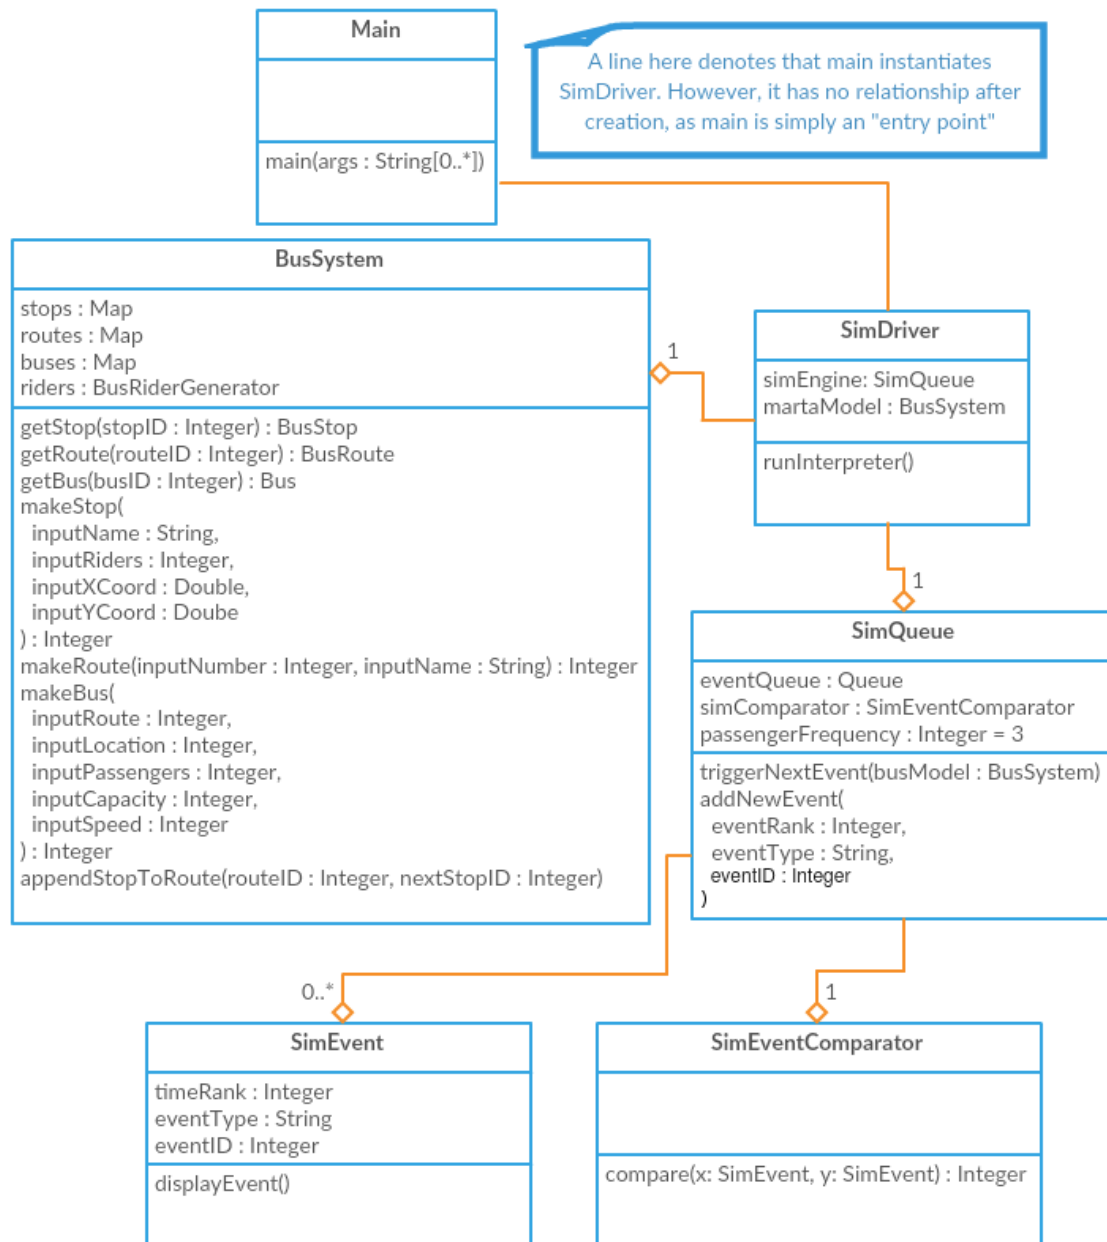 Main
main(args : String[0..*])
A line here denotes that main instantiates
SimDriver. However, it has no relationship after
creation, as main is simply an "entry point"
BusSystem
stops : Map
routes : Map
buses : Map
riders : BusRiderGenerator
getStop(stopID : Integer) : BusStop
getRoute(routeID : Integer) : BusRoute
getBus(busID : Integer) : Bus
makeStop(
inputName : String,
inputRiders : Integer,
inputXCoord : Double,
inputYCoord : Doube
) : Integer
makeRoute(inputNumber : Integer, inputName : String) : Integer
makeBus(
inputRoute : Integer,
inputLocation : Integer,
inputPassengers : Integer,
inputCapacity : Integer,
inputSpeed : Integer
) : Integer
appendStopToRoute(routeID : Integer, nextStopID : Integer)
1
SimDriver
simEngine: SimQueue
martaModel : BusSystem
runInterpreter()
1
SimQueue
eventQueue : Queue
simComparator : SimEventComparator
passengerFrequency : Integer = 3
triggerNextEvent(busModel : BusSystem)
addNewEvent(
eventRank : Integer,
eventType : String,
eventID : Integer
)
0..*
SimEvent
timeRank : Integer
eventType : String
eventID : Integer
displayEvent()
1
SimEventComparator
compare(x: SimEvent, y: SimEvent) : Integer